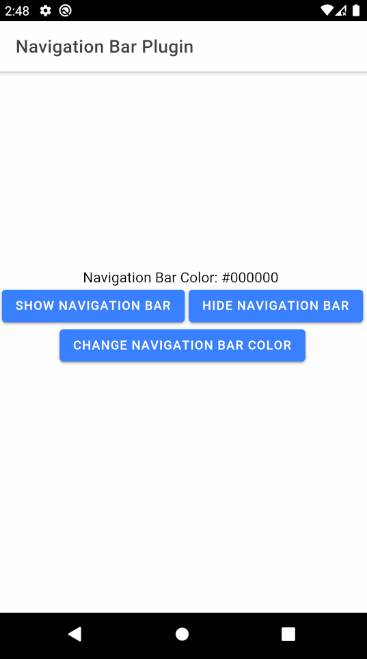 2:48
Navigation Bar Plugin
Navigation Bar Color: #000000
SHOW NAVIGATION BAR HIDE NAVIGATION BAR
CHANGE NAVIGATION BAR COLOR